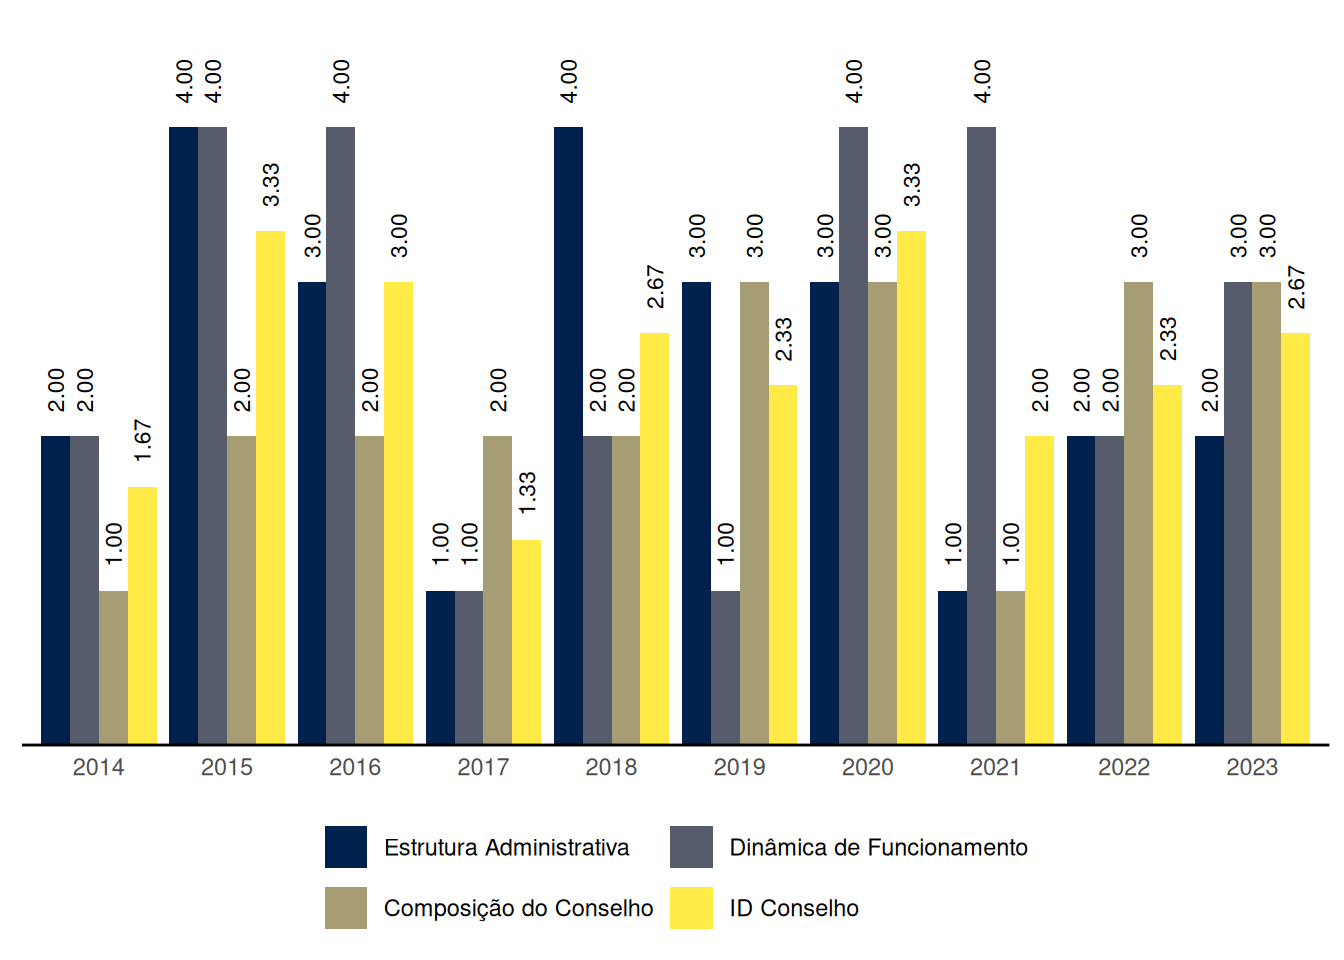 4.00 4.00 4.00 4.00 4.00 4.00
3.33 3.33
3.00 3.00 3.00 3.00 3.00 3.00 3.00 3.00 3.00
2.67 2.67
2.33 2.33
2.00 2.00 2.00 2.00 2.00 2.00 2.00 2.00 2.00 2.00 2.00
1.67
1.33
1.00 1.00 1.00 1.00 1.00 1.00
2014 2015 2016 2017 2018 2019 2020 2021 2022 2023
Estrutura Administrativa Dinâmica de Funcionamento
Composição do Conselho ID Conselho